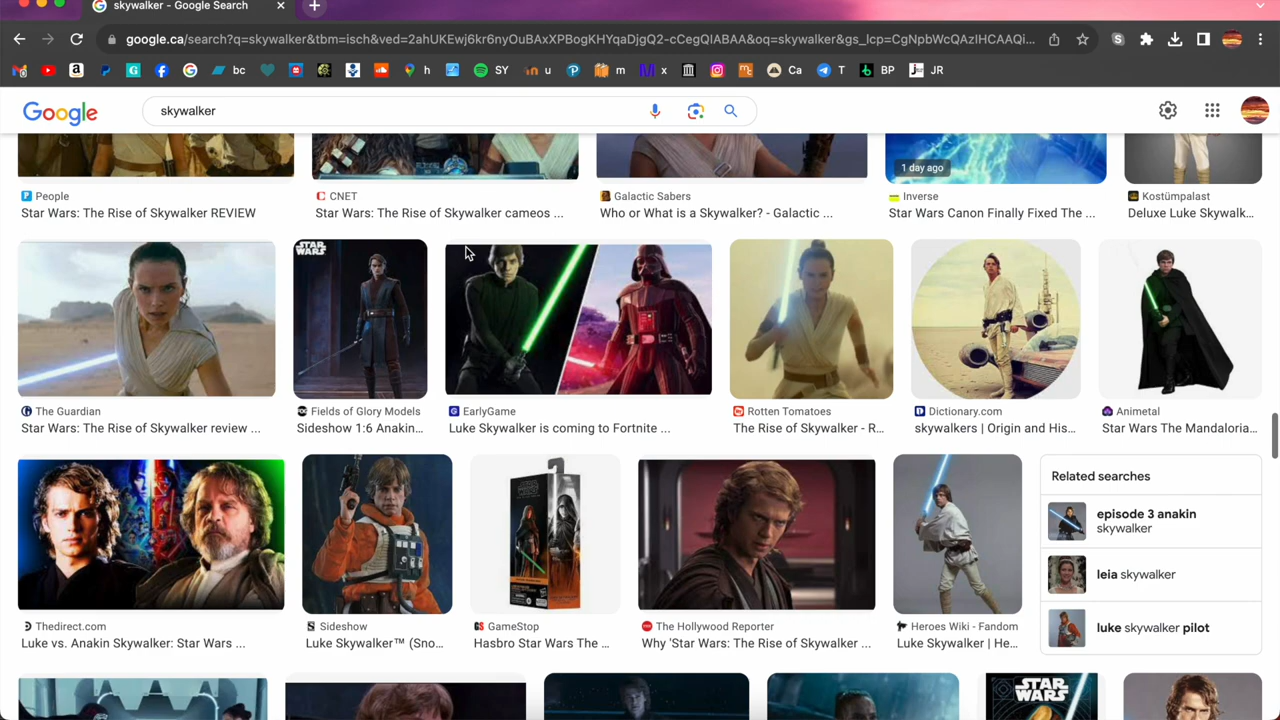 skywalker - Google Search
google.ca/search?q=skywalker&tbm=isch&ved=2ahUKEwj6kr6nyOuBAxXPBogKHYqaDjgQ2-cCegQIABAA&oq=skywalker&gs_lcp=CgNpbWcQAzIHCAAQi...
bc
h
SY
u
m
x
Ca
T
BP
JR
Google
skywalker
1 day ago
People
Star Wars: The Rise of Skywalker REVIEW
CNET
Star Wars: The Rise of Skywalker cameos ...
Galactic Sabers
Who or What is a Skywalker? - Galactic ...
Inverse
Star Wars Canon Finally Fixed The ...
Kostümpalast
Deluxe Luke Skywalk...
STAR WARS
The Guardian
Star Wars: The Rise of Skywalker review ...
Fields of Glory Models
Sideshow 1:6 Anakin...
EarlyGame
Luke Skywalker is coming to Fortnite ...
Rotten Tomatoes
The Rise of Skywalker - R...
Dictionary.com
skywalkers | Origin and His...
Animetal
Star Wars The Mandaloria...
Related searches
episode 3 anakin
skywalker
leia skywalker
luke skywalker pilot
Thedirect.com
Luke vs. Anakin Skywalker: Star Wars ...
Sideshow
Luke Skywalker™ (Sno...
GameStop
Hasbro Star Wars The ...
The Hollywood Reporter
Why 'Star Wars: The Rise of Skywalker ...
Heroes Wiki - Fandom
Luke Skywalker | He...
STAR
WARS